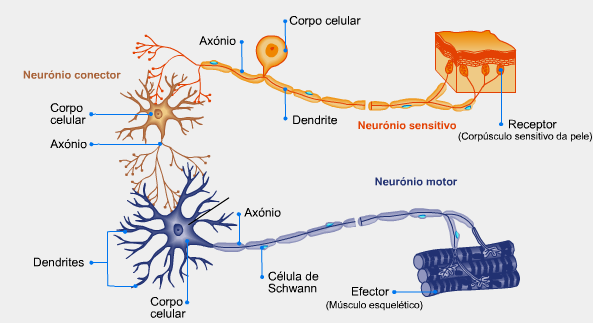 Corpo celular
Axónio
Neurónio conector
Corpo
celular
Dendrite
Neurónio sensitivo
Receptor
(Corpúsculo sensitivo da pele)
Axónio
Neurónio motor
Axónio
Dendrites
Célula de
Schwann
Corpo
celular
Efector
(Músculo esquelético)